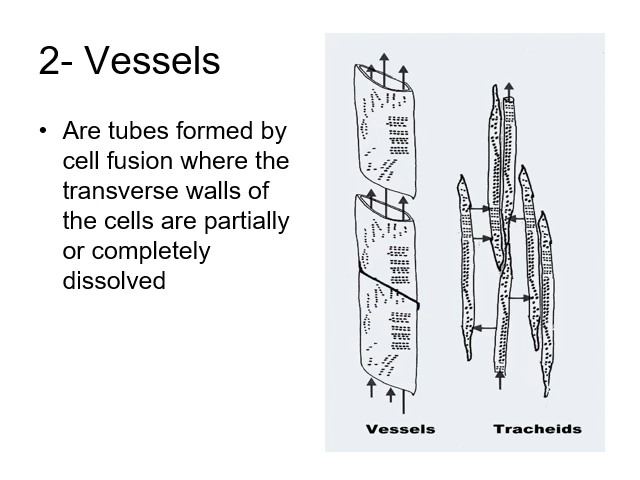 2- Vessels
• Are tubes formed by
cell fusion where the
transverse walls of
the cells are partially
or completely
dissolved
Vessels
Tracheids